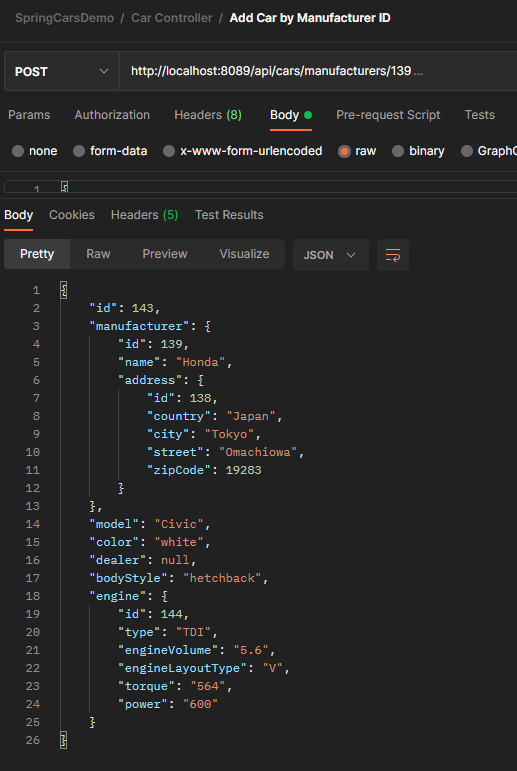 SpringCarsDemo / Car Controller / Add Car by Manufacturer ID
POST http://localhost:8089/api/cars/manufacturers/139 ...
Params Authorization Headers (8) Body Pre-request Script Tests
none form-data x-www-form-urlencoded raw binary GraphQ
1 {
Body Cookies Headers (5) Test Results
Pretty Raw Preview Visualize JSON
1 {
2 "id": 143,
3 "manufacturer": {
4 "id": 139,
5 "name": "Honda",
6 "address": {
7 "id": 138,
8 "country": "Japan",
9 "city": "Tokyo",
10 "street": "Omachiowa",
11 "zipCode": 19283
12 }
13 },
14 "model": "Civic",
15 "color": "white",
16 "dealer": null,
17 "bodyStyle": "hetchback",
18 "engine": {
19 "id": 144,
20 "type": "TDI",
21 "engineVolume": "5.6",
22 "engineLayoutType": "V",
23 "torque": "564",
24 "power": "600"
25 }
26 }